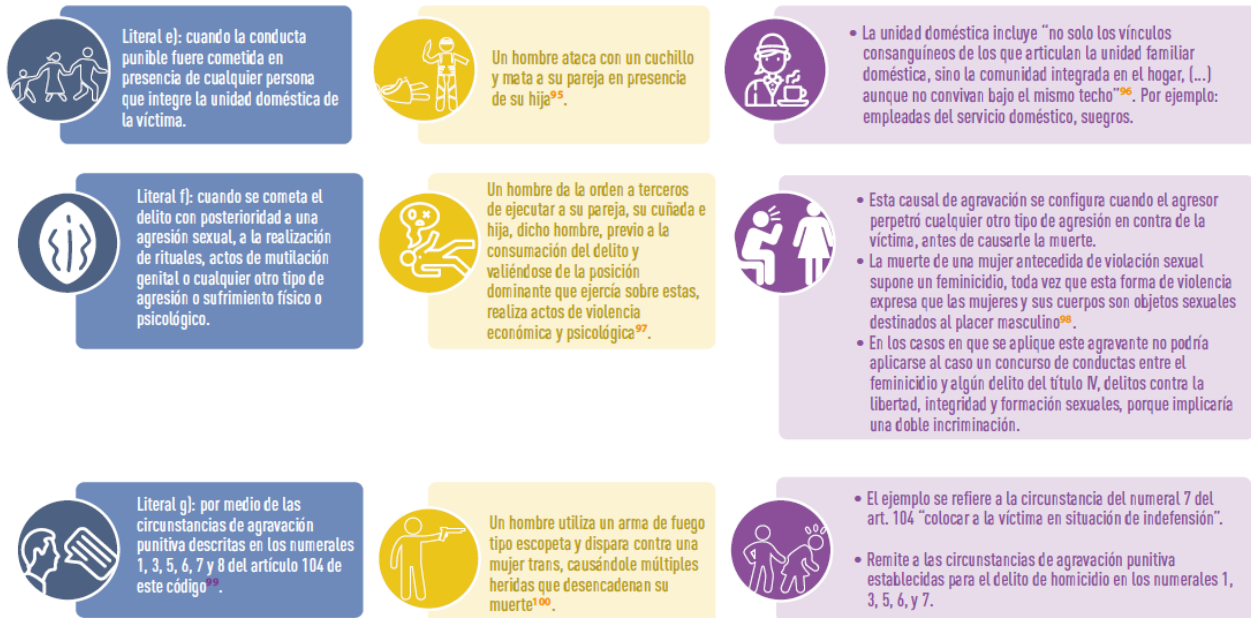 Literal e): cuando la conducta
punible fuere cometida en
presencia de cualquier persona
que integre la unidad doméstica de
la víctima.
Un hombre ataca con un cuchillo
y mata a su pareja en presencia
de su hija95.
• La unidad doméstica incluye “no solo los vínculos
consanguíneos de los que articulan la unidad familiar
doméstica, sino la comunidad integrada en el hogar, (...)
aunque no convivan bajo el mismo techo”96. Por ejemplo:
empleadas del servicio doméstico, suegros.
Literal f): cuando se cometa el
delito con posterioridad a una
agresión sexual, a la realización
de rituales, actos de mutilación
genital o cualquier otro tipo de
agresión o sufrimiento físico o
psicológico.
Un hombre da la orden a terceros
de ejecutar a su pareja, su cuñada e
hija, dicho hombre, previo a la
consumación del delito y
valiéndose de la posición
dominante que ejercía sobre estas,
realiza actos de violencia
económica y psicológica97.
• Esta causal de agravación se configura cuando el agresor
perpetró cualquier otro tipo de agresión en contra de la
víctima, antes de causarle la muerte.
• La muerte de una mujer antecedida de violación sexual
supone un feminicidio, toda vez que esta forma de violencia
expresa que las mujeres y sus cuerpos son objetos sexuales
destinados al placer masculino98.
• En los casos en que se aplique este agravante no podría
aplicarse al caso un concurso de conductas entre el
feminicidio y algún delito del título IV, delitos contra la
libertad, integridad y formación sexuales, porque implicaría
una doble incriminación.
Literal g): por medio de las
circunstancias de agravación
punitiva descritas en los numerales
1, 3, 5, 6, 7 y 8 del artículo 104 de
este código99.
Un hombre utiliza un arma de fuego
tipo escopeta y dispara contra una
mujer trans, causándole múltiples
heridas que desencadenan su
muerte100.
• El ejemplo se refiere a la circunstancia del numeral 7 del
art. 104 “colocar a la víctima en situación de indefensión”.
• Remite a las circunstancias de agravación punitiva
establecidas para el delito de homicidio en los numerales 1,
3, 5, 6, y 7.